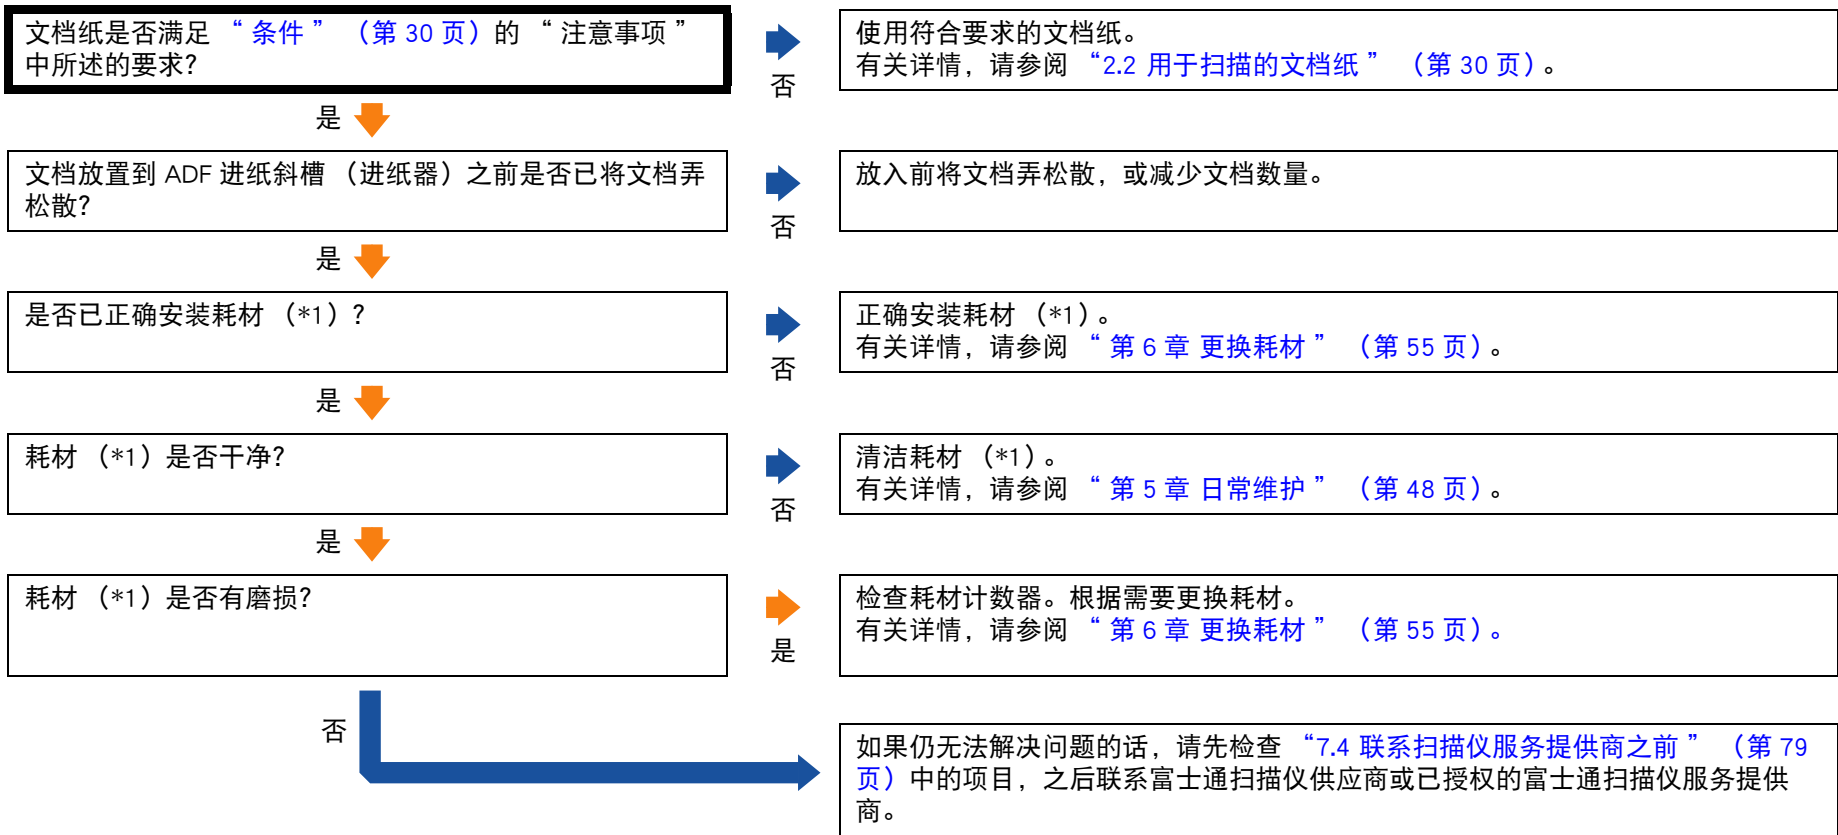 文档纸是否满足 “ 条件 ” （第 30 页）的 “ 注意事项 ”
中所述的要求？
否
使用符合要求的文档纸。
有关详情，请参阅 “2.2 用于扫描的文档纸 ” （第 30 页）。
是
文档放置到 ADF 进纸斜槽 （进纸器）之前是否已将文档弄
松散？
否
放入前将文档弄松散，或减少文档数量。
是
是否已正确安装耗材 （*1）？
否
正确安装耗材 （*1）。
有关详情，请参阅 “ 第 6 章 更换耗材 ” （第 55 页）。
是
耗材 （*1）是否干净？
否
清洁耗材 （*1）。
有关详情，请参阅 “ 第 5 章 日常维护 ” （第 48 页）。
是
耗材 （*1）是否有磨损？
是
检查耗材计数器。根据需要更换耗材。
有关详情，请参阅 “ 第 6 章 更换耗材 ” （第 55 页）。
否
如果仍无法解决问题的话，请先检查 “7.4 联系扫描仪服务提供商之前 ” （第 79
页）中的项目，之后联系富士通扫描仪供应商或已授权的富士通扫描仪服务提供
商。